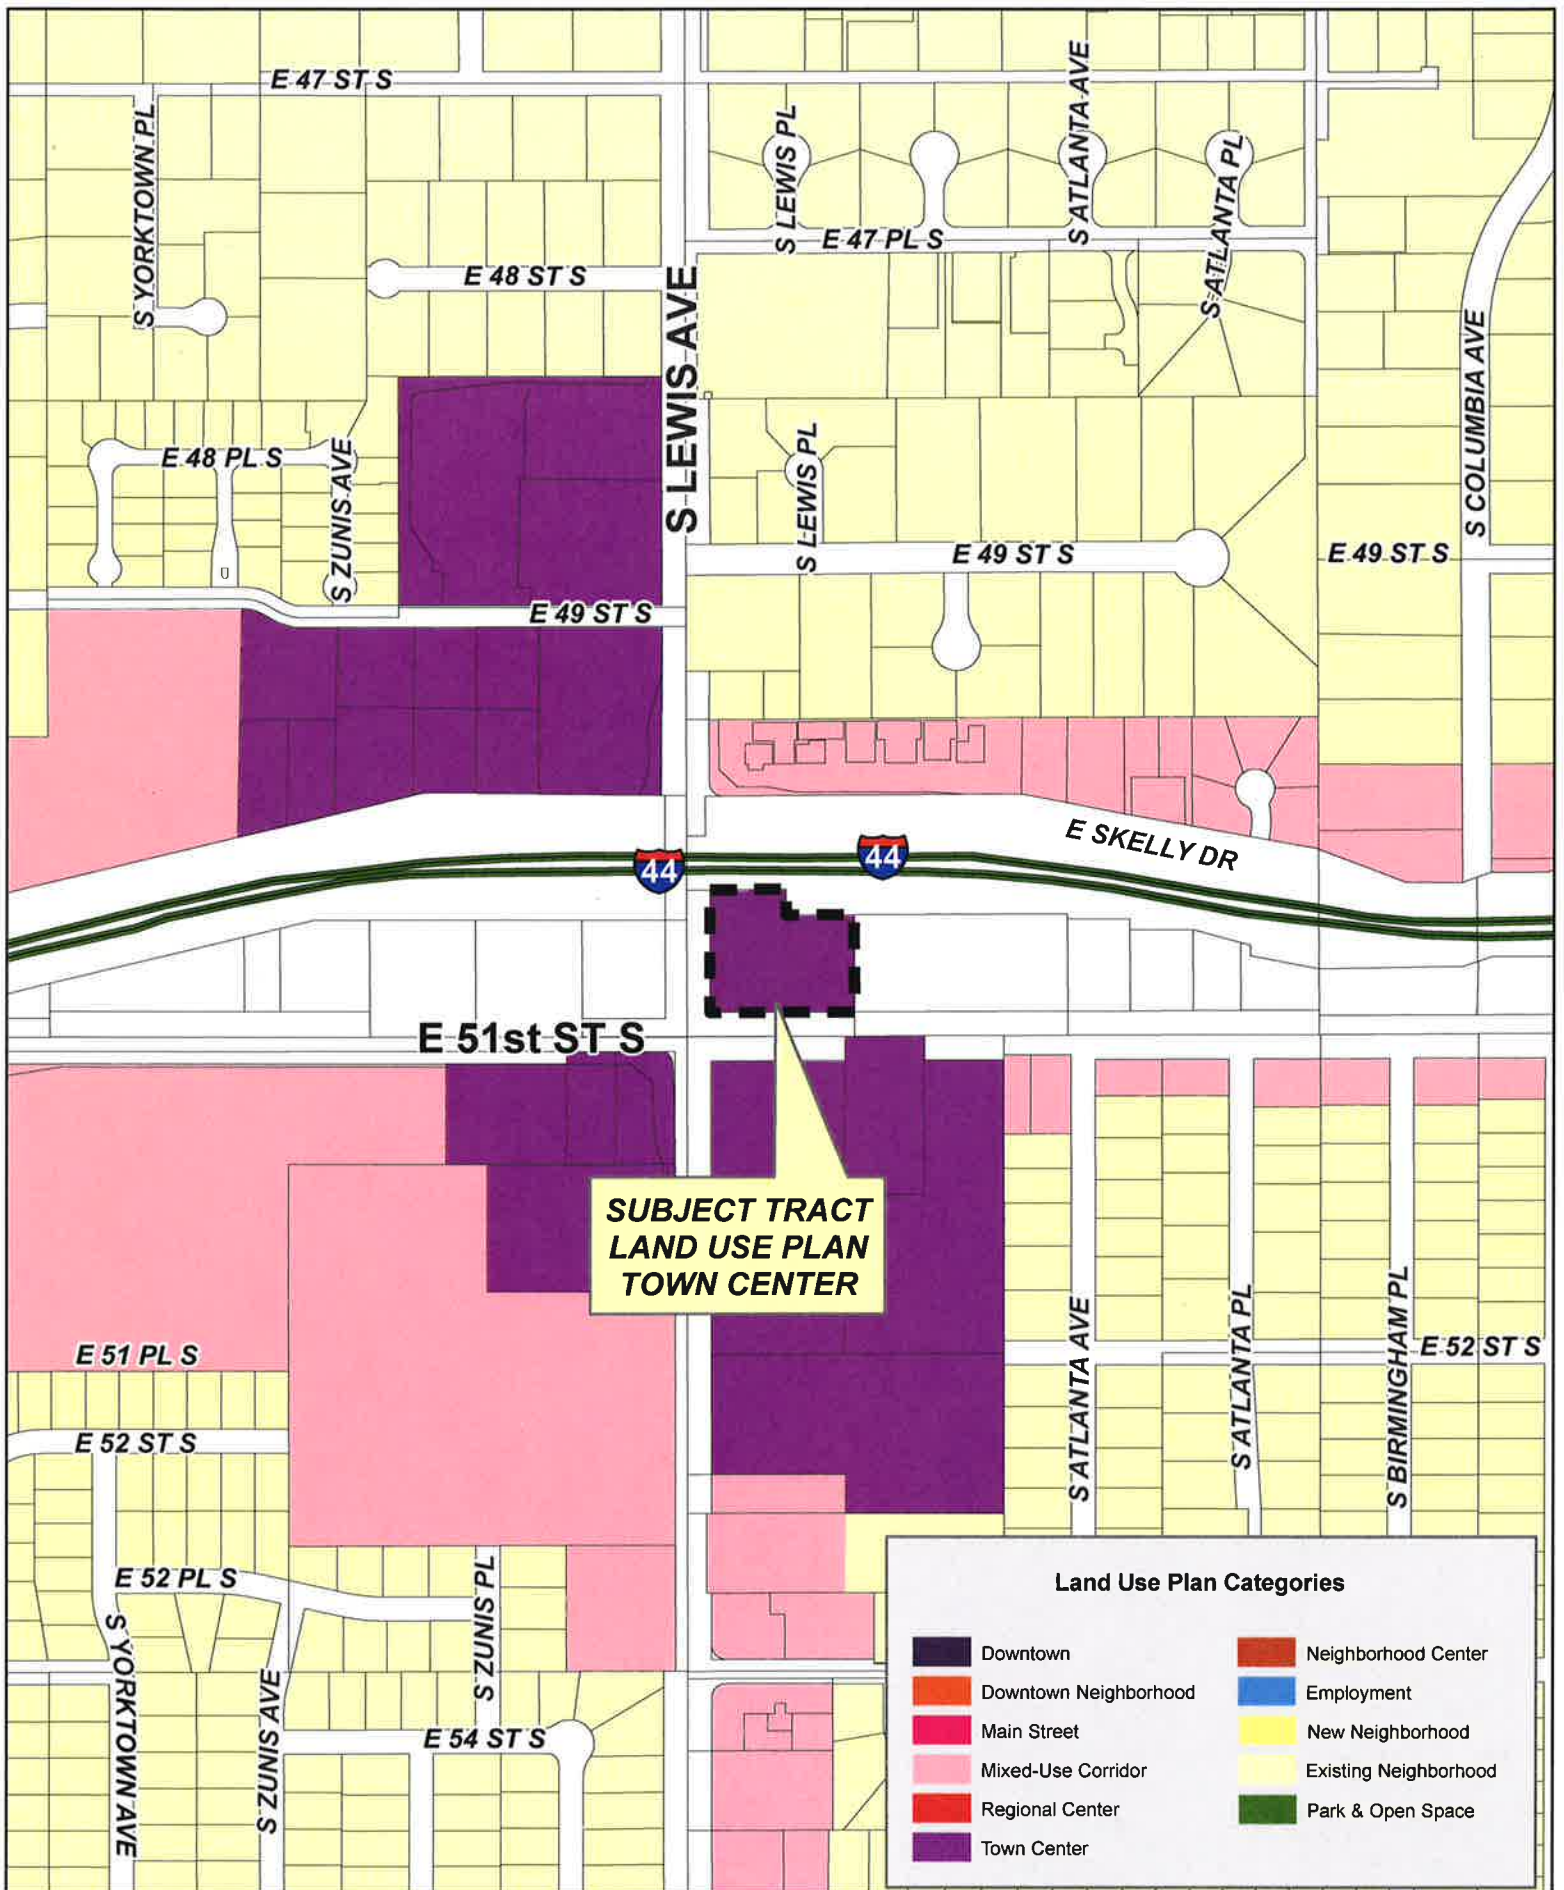 E 47 ST S
S YORKTOWN PL
S LEWIS PL
S ATLANTA AVE
S ATLANTA PL
E 47 PL S
E 48 ST S
S LEWIS AVE
S COLUMBIA AVE
E 48 PL S
S ZUNIS AVE
S LEWIS PL
E 49 ST S
E 49 ST S
E 49 ST S
E SKELLY DR
44
44
E 51st ST S
SUBJECT TRACT
LAND USE PLAN
TOWN CENTER
E 51 PL S
E 52 ST S
E 52 ST S
S ATLANTA AVE
S ATLANTA PL
S BIRMINGHAM PL
E 52 PL S
S YORKTOWN AVE
S ZUNIS AVE
S ZUNIS PL
E 54 ST S
Land Use Plan Categories
Downtown
Downtown Neighborhood
Main Street
Mixed-Use Corridor
Regional Center
Town Center
Neighborhood Center
Employment
New Neighborhood
Existing Neighborhood
Park & Open Space